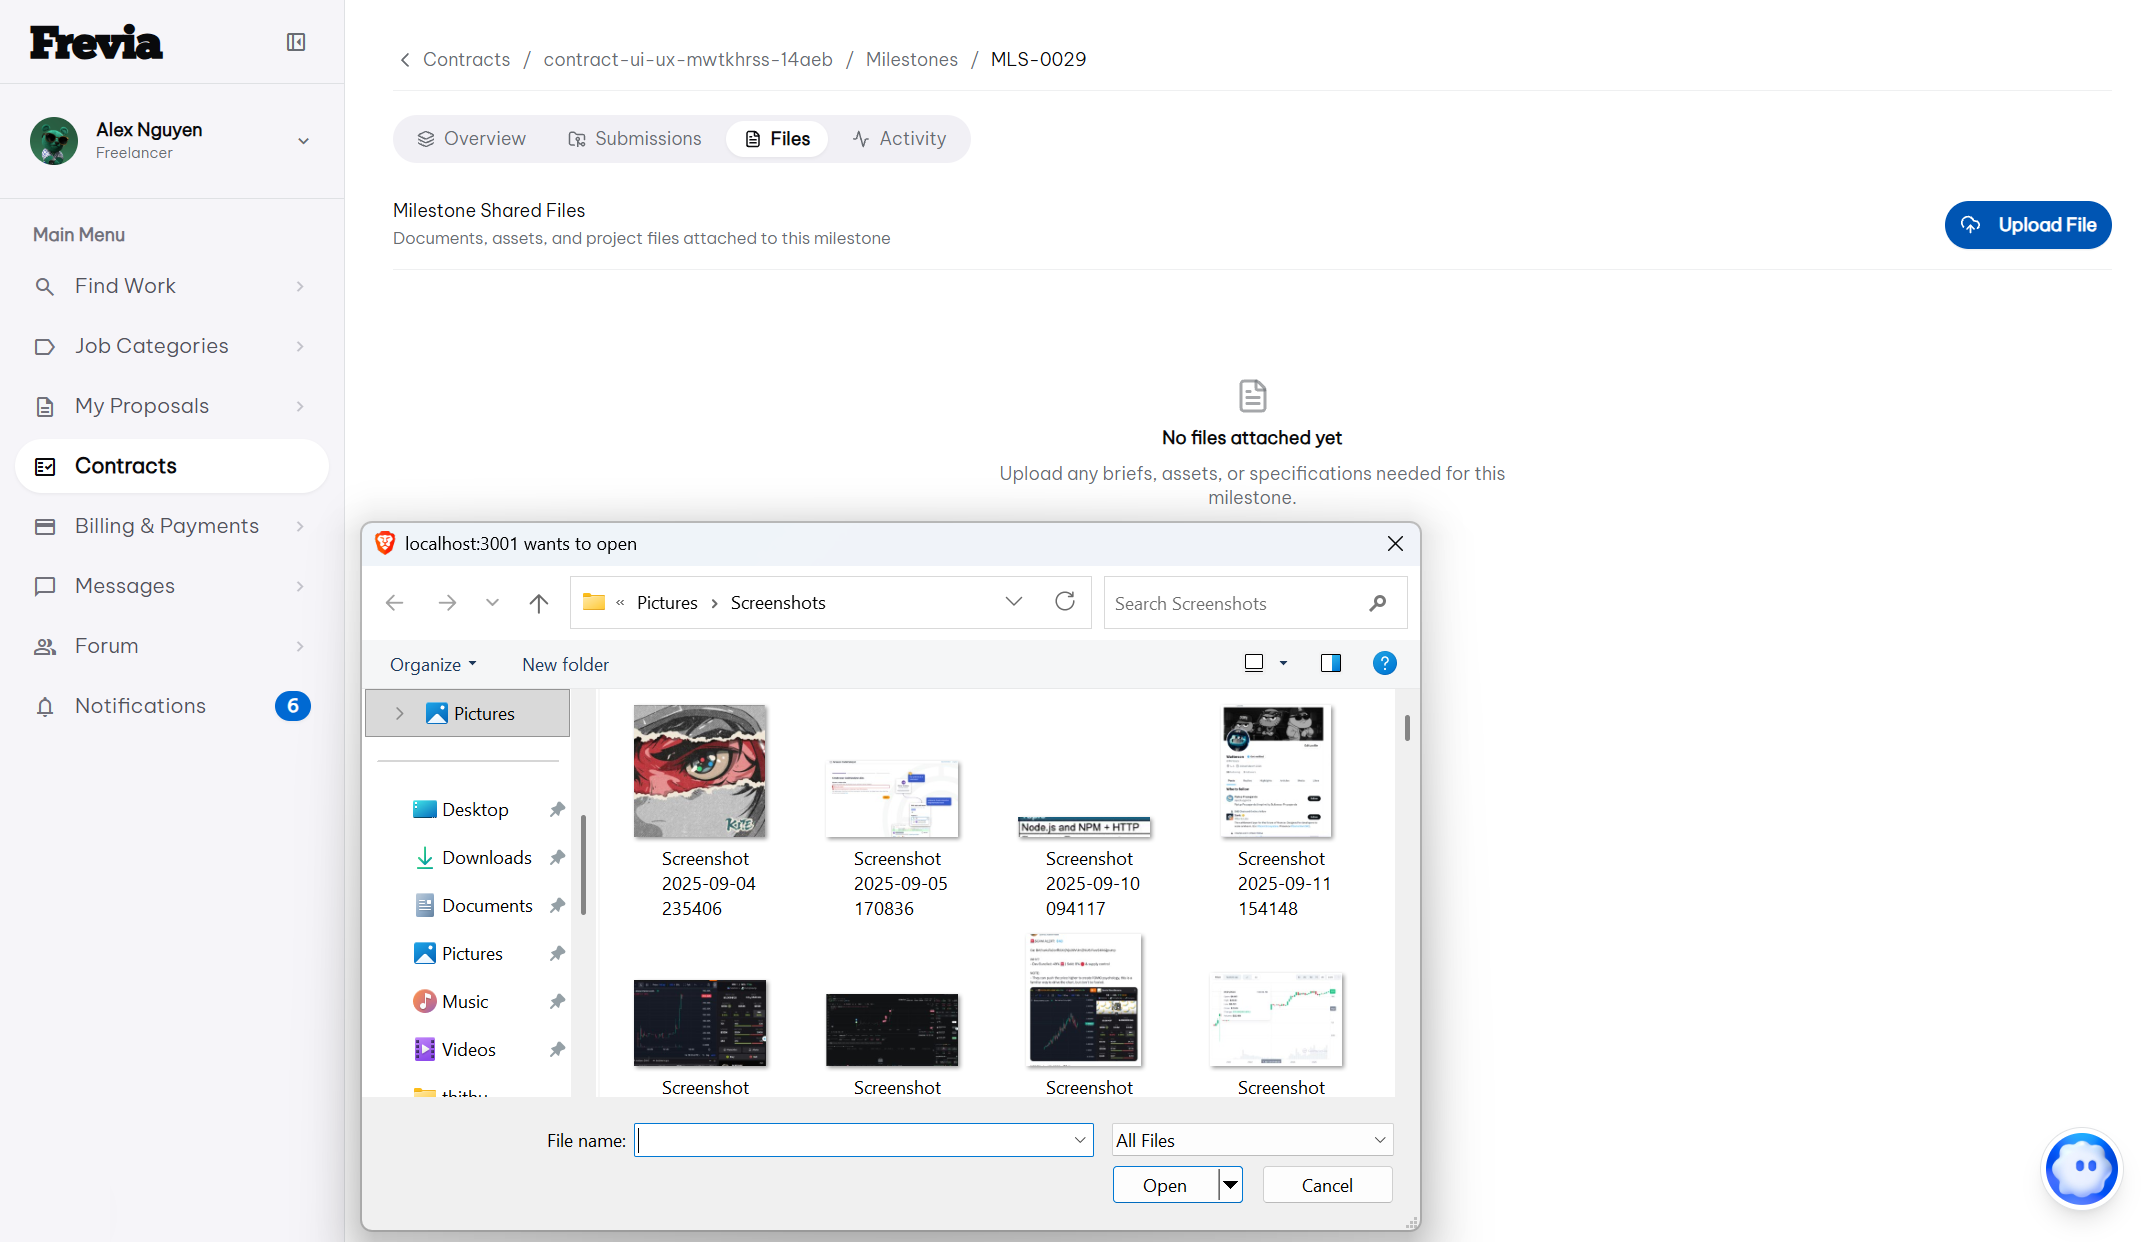 Frevia
Contracts / contract-ui-ux-mwtkhrss-14aeb / Milestones / MLS-0029
Alex Nguyen
Freelancer
Overview
Submissions
Files
Activity
Milestone Shared Files
Documents, assets, and project files attached to this milestone
Upload File
Main Menu
Find Work
Job Categories
My Proposals
Contracts
Billing & Payments
Messages
Forum
Notifications
6
No files attached yet
Upload any briefs, assets, or specifications needed for this
milestone.
localhost:3001 wants to open
« Pictures › Screenshots
Search Screenshots
Organize
New folder
?
Pictures
Desktop
Downloads
Documents
Pictures
Music
Videos
Node.js and NPM + HTTP
Screenshot
2025-09-04
235406
Screenshot
2025-09-05
170836
Screenshot
2025-09-10
094117
Screenshot
2025-09-11
154148
Screenshot
Screenshot
Screenshot
Screenshot
File name:
All Files
Open
Cancel